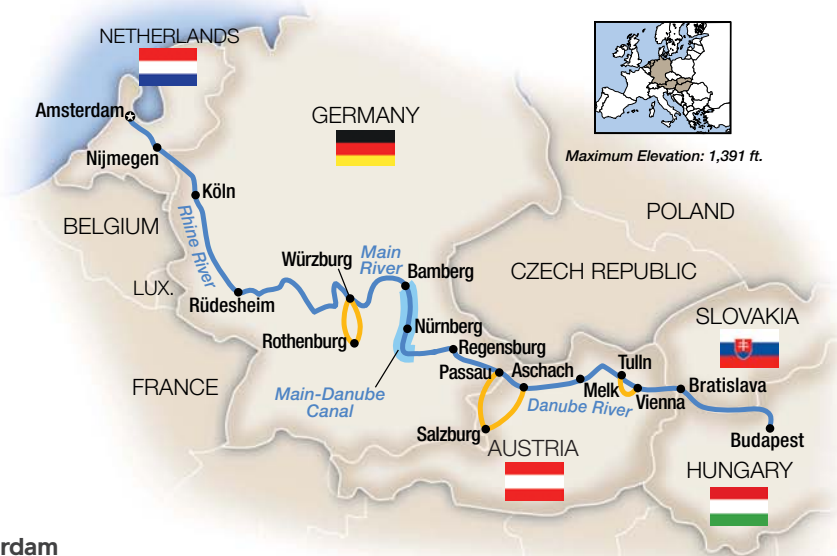 NETHERLANDS
Amsterdam
Nijmegen
GERMANY
Maximum Elevation: 1,391 ft.
Köln
BELGIUM
Rhine River
POLAND
LUX.
Rüdesheim
Würzburg
Main
River
Bamberg
CZECH REPUBLIC
Rothenburg
Nürnberg
SLOVAKIA
FRANCE
Main-Danube
Canal
Regensburg
Passau
Aschach
Tulln
Melk
Vienna
Bratislava
Danube River
Salzburg
AUSTRIA
Budapest
HUNGARY
rdam